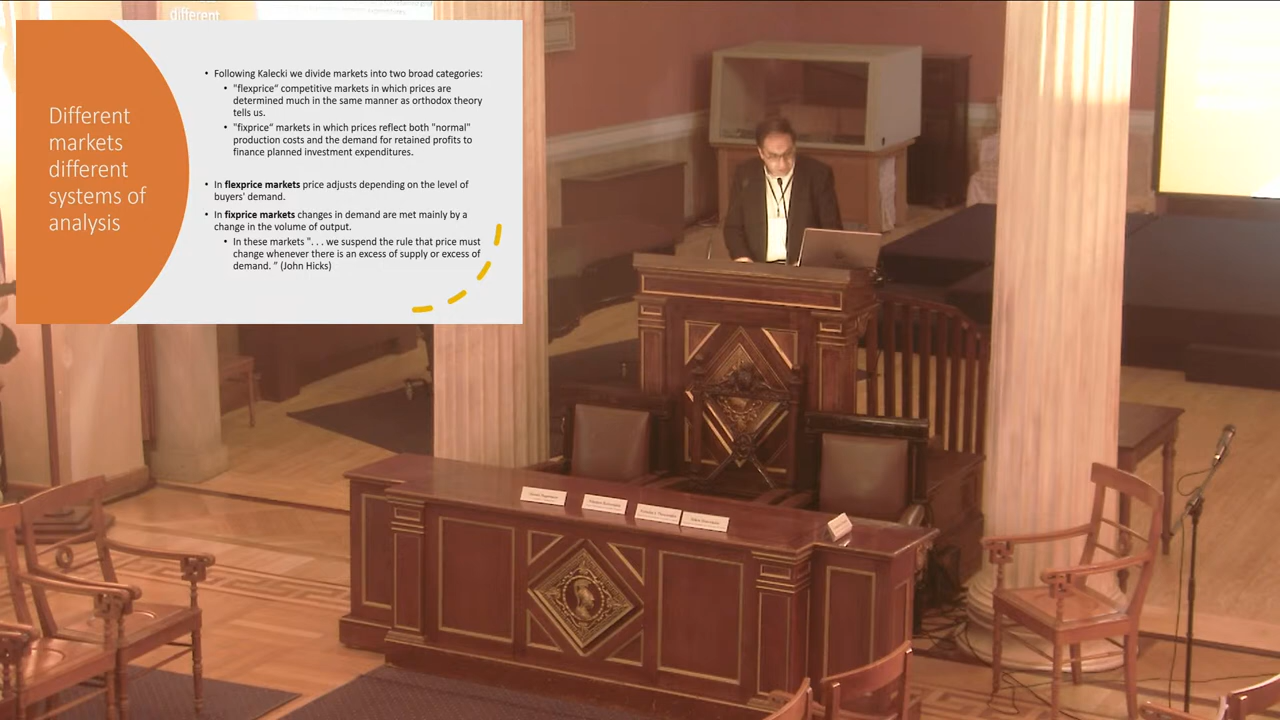 different
Different
markets
different
systems of
analysis
• Following Kalecki we divide markets into two broad categories:
• "flexprice" competitive markets in which prices are
determined much in the same manner as orthodox theory
tells us.
• "fixprice" markets in which prices reflect both "normal"
production costs and the demand for retained profits to
finance planned investment expenditures.
• In flexprice markets price adjusts depending on the level of
buyers' demand.
• In fixprice markets changes in demand are met mainly by a
change in the volume of output.
• In these markets ". . . we suspend the rule that price must
change whenever there is an excess of supply or excess of
demand. " (John Hicks)